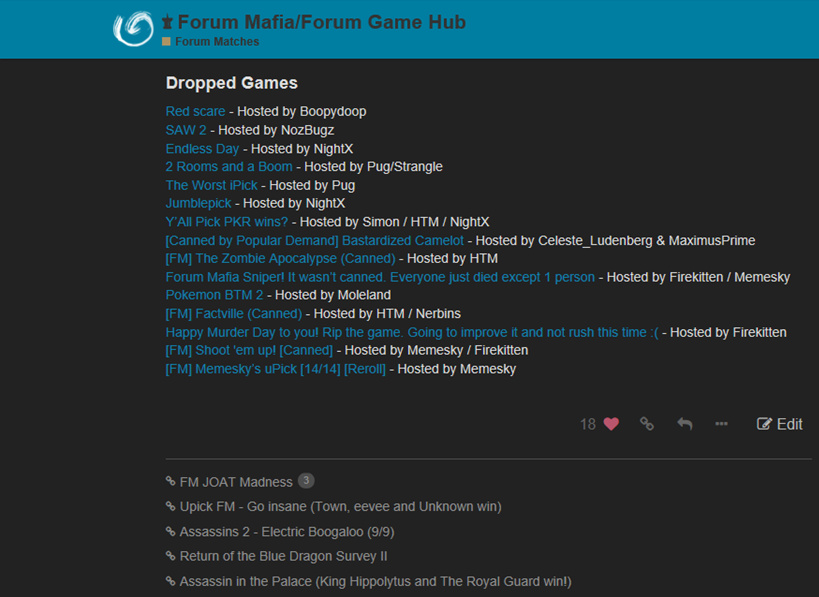 Forum Mafia/Forum Game Hub
Forum Matches
Dropped Games
Red scare - Hosted by Boopydoop
SAW 2 - Hosted by NozBugz
Endless Day - Hosted by NightX
2 Rooms and a Boom - Hosted by Pug/Strangle
The Worst iPick - Hosted by Pug
Jumblepick - Hosted by NightX
Y'All Pick PKR wins? - Hosted by Simon / HTM / NightX
[Canned by Popular Demand] Bastardized Camelot - Hosted by Celeste_Ludenberg & MaximusPrime
[FM] The Zombie Apocalypse (Canned) - Hosted by HTM
Forum Mafia Sniper! It wasn't canned. Everyone just died except 1 person - Hosted by Firekitten / Memesky
Pokemon BTM 2 - Hosted by Moleland
[FM] Factville (Canned) - Hosted by HTM / Nerbins
Happy Murder Day to you! Rip the game. Going to improve it and not rush this time :( - Hosted by Firekitten
[FM] Shoot 'em up! [Canned] - Hosted by Memesky / Firekitten
[FM] Memesky's uPick [14/14] [Reroll] - Hosted by Memesky
18 Edit
FM JOAT Madness 3
Upick FM - Go insane (Town, eevee and Unknown win)
Assassins 2 - Electric Boogaloo (9/9)
Return of the Blue Dragon Survey II
Assassin in the Palace (King Hippolytus and The Royal Guard win!)